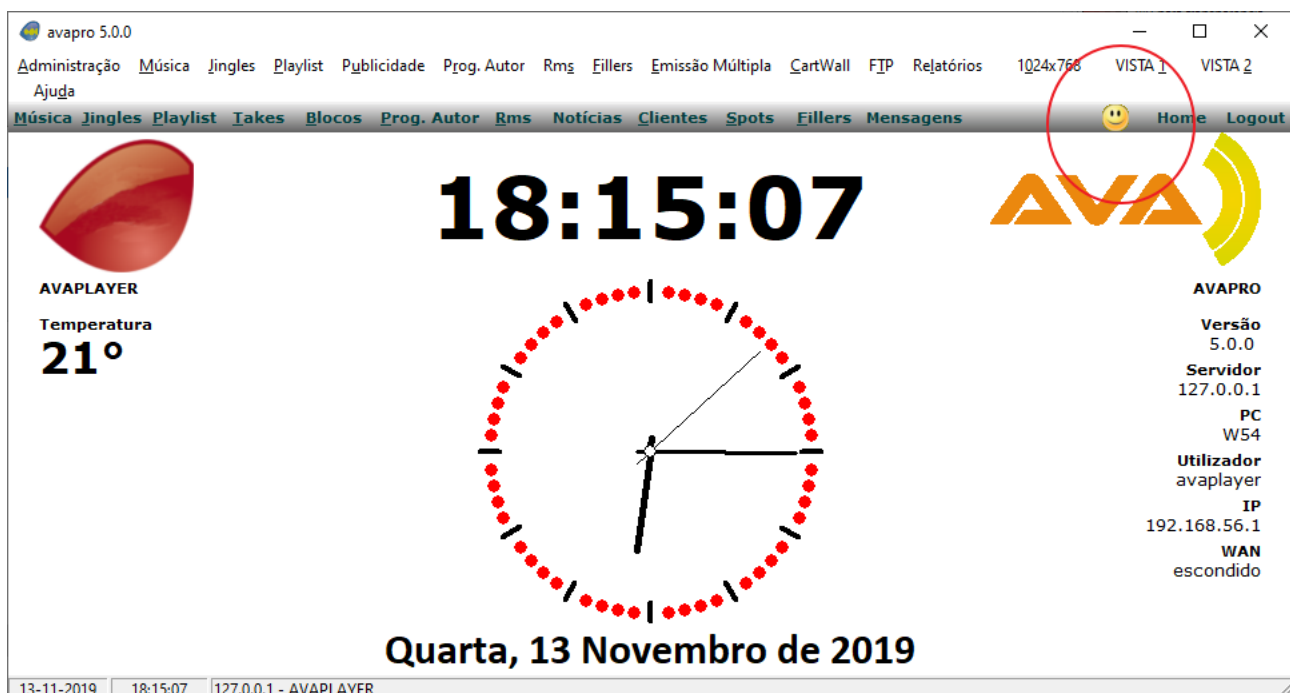 avapro 5.0.0
Administração Música Jingles Playlist Publicidade Prog. Autor Rms Fillers Emissão Múltipla CartWall FTP Relatórios 1024x768 VISTA 1 VISTA 2
Ajuda
Música Jingles Playlist Takes Blocos Prog. Autor Rms Notícias Clientes Spots Fillers Mensagens Home Logout
18:15:07
AVA
AVAPLAYER
AVAPRO
Temperatura
21°
Versão
5.0.0
Servidor
127.0.0.1
PC
W54
Utilizador
avaplayer
IP
192.168.56.1
WAN
escondido
Quarta, 13 Novembro de 2019
13-11-2019 18:15:07 127.0.0.1 - AVAPLAYER